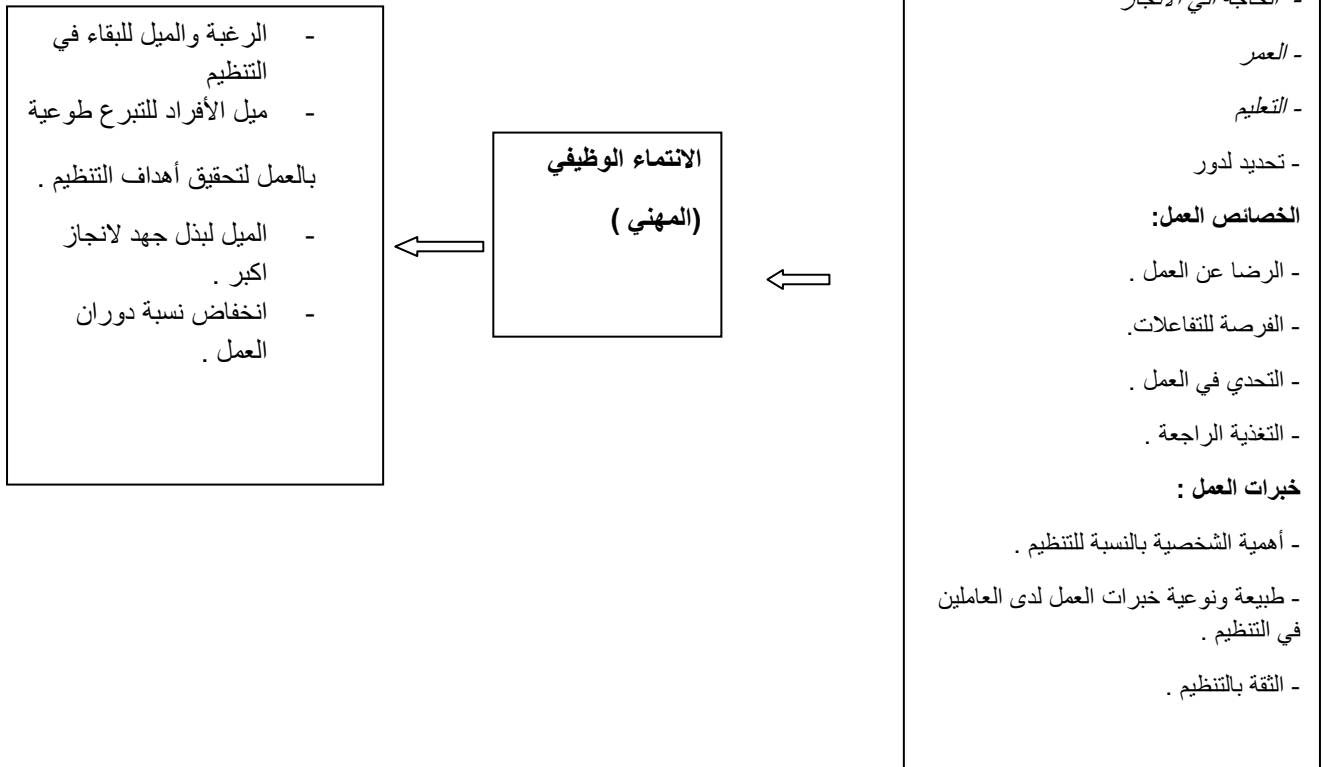 - الحاجة الي الانجاز
- العمر
- التعليم
- تحديد لدور
الخصائص العمل:
- الرضا عن العمل .
- الفرصة للتفاعلات.
- التحدي في العمل .
- التغذية الراجعة .
خبرات العمل :
- أهمية الشخصية بالنسبة للتنظيم .
- طبيعة ونوعية خبرات العمل لدى العاملين
في التنظيم .
- الثقة بالتنظيم .
الانتماء الوظيفي
(المهني )
- الرغبة والميل للبقاء في
التنظيم
- ميل الأفراد للتبرع طوعية
بالعمل لتحقيق أهداف التنظيم .
- الميل لبذل جهد لانجاز
اكبر .
- انخفاض نسبة دوران
العمل .